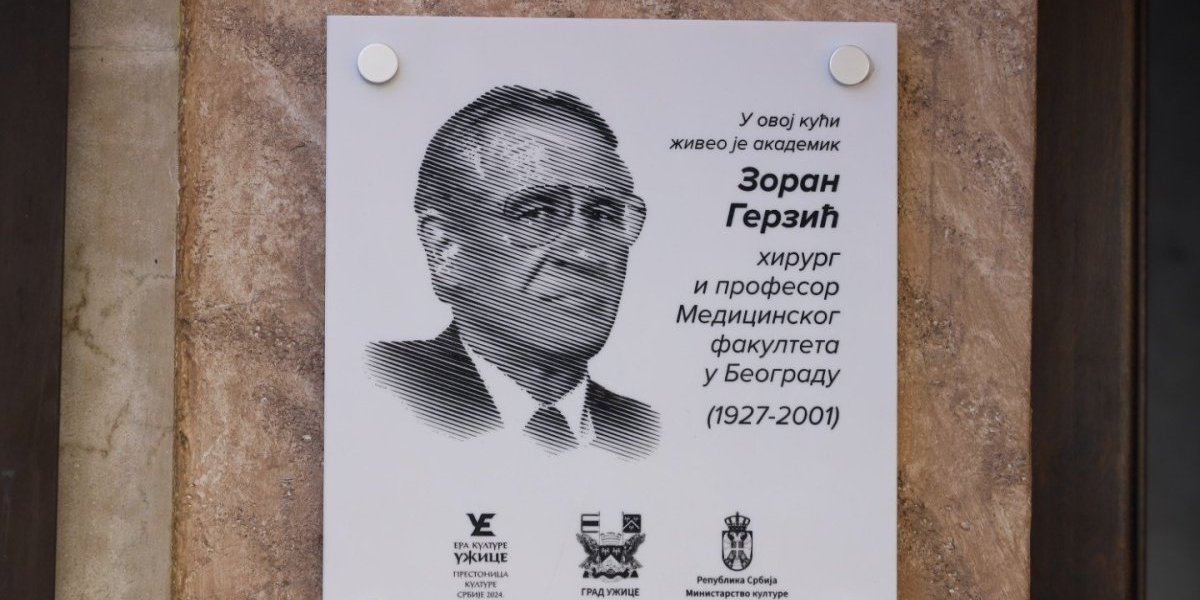 У овој кући
живео је академик
Зоран
Герзић
хирург
и професор
Медицинског
факултета
у Београду
(1927-2001)
УЕ
ЕРА КУЛТУРЕ
УЖИЦЕ
ПРЕСТОНИЦА
КУЛТУРЕ
СРБИЈЕ 2024.
ГРАД УЖИЦЕ
Република Србија
Министарство културе